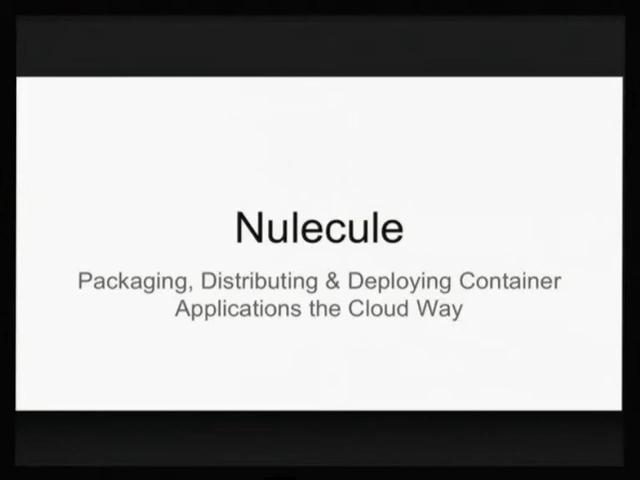 Nulecule
Packaging, Distributing & Deploying Container
Applications the Cloud Way